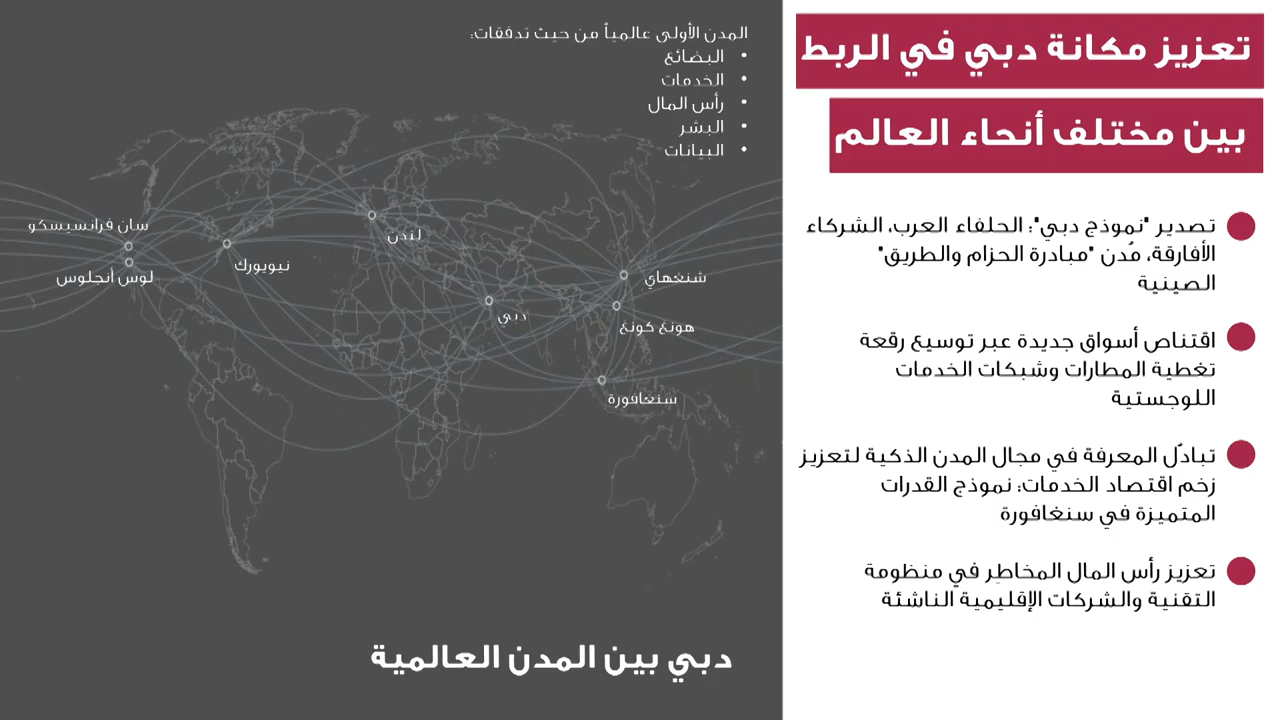 تعزيز مكانة دبي في الربط
بين مختلف أنحاء العالم
تصدير "نموذج دبي": الحلفاء العرب، الشركاء
الأفارقة، مُدن "مبادرة الحزام والطريق"
الصينية
اقتناص أسواق جديدة عبر توسيع رقعة
تغطية المطارات وشبكات الخدمات
اللوجستية
تبادُل المعرفة في مجال المدن الذكية لتعزيز
زخم اقتصاد الخدمات: نموذج القدرات
المتميزة في سنغافورة
تعزيز رأس المال المخاطِر في منظومة
التقنية والشركات الإقليمية الناشئة
المدن الأولى عالمياً من حيث تدفقات:
• البضائع
• الخدمات
• رأس المال
• البشر
• البيانات
سان فرانسيسكو
لوس أنجلوس
نيويورك
لندن
دبي
شنغهاي
هونغ كونغ
سنغافورة
دبي بين المدن العالمية